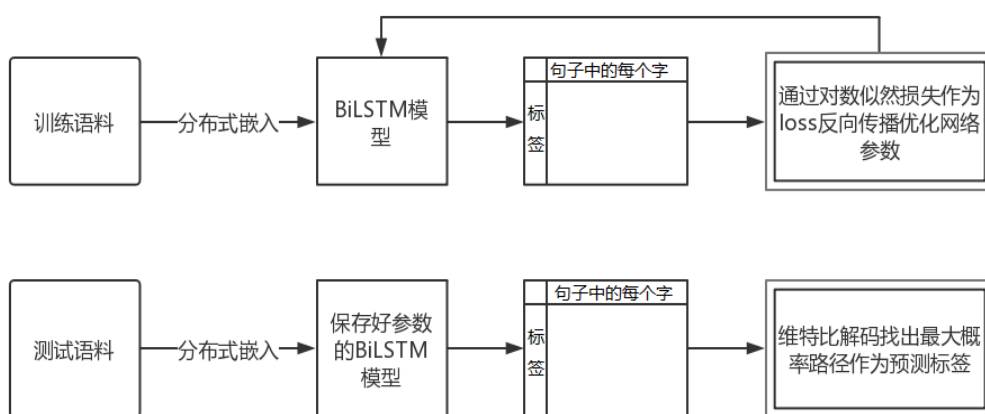 训练语料
分布式嵌入
BiLSTM模
型
句子中的每个字
标
签
通过对数似然损失作为
loss反向传播优化网络
参数
测试语料
分布式嵌入
保存好参数
的BiLSTM
模型
句子中的每个字
标
签
维特比解码找出最大概
率路径作为预测标签